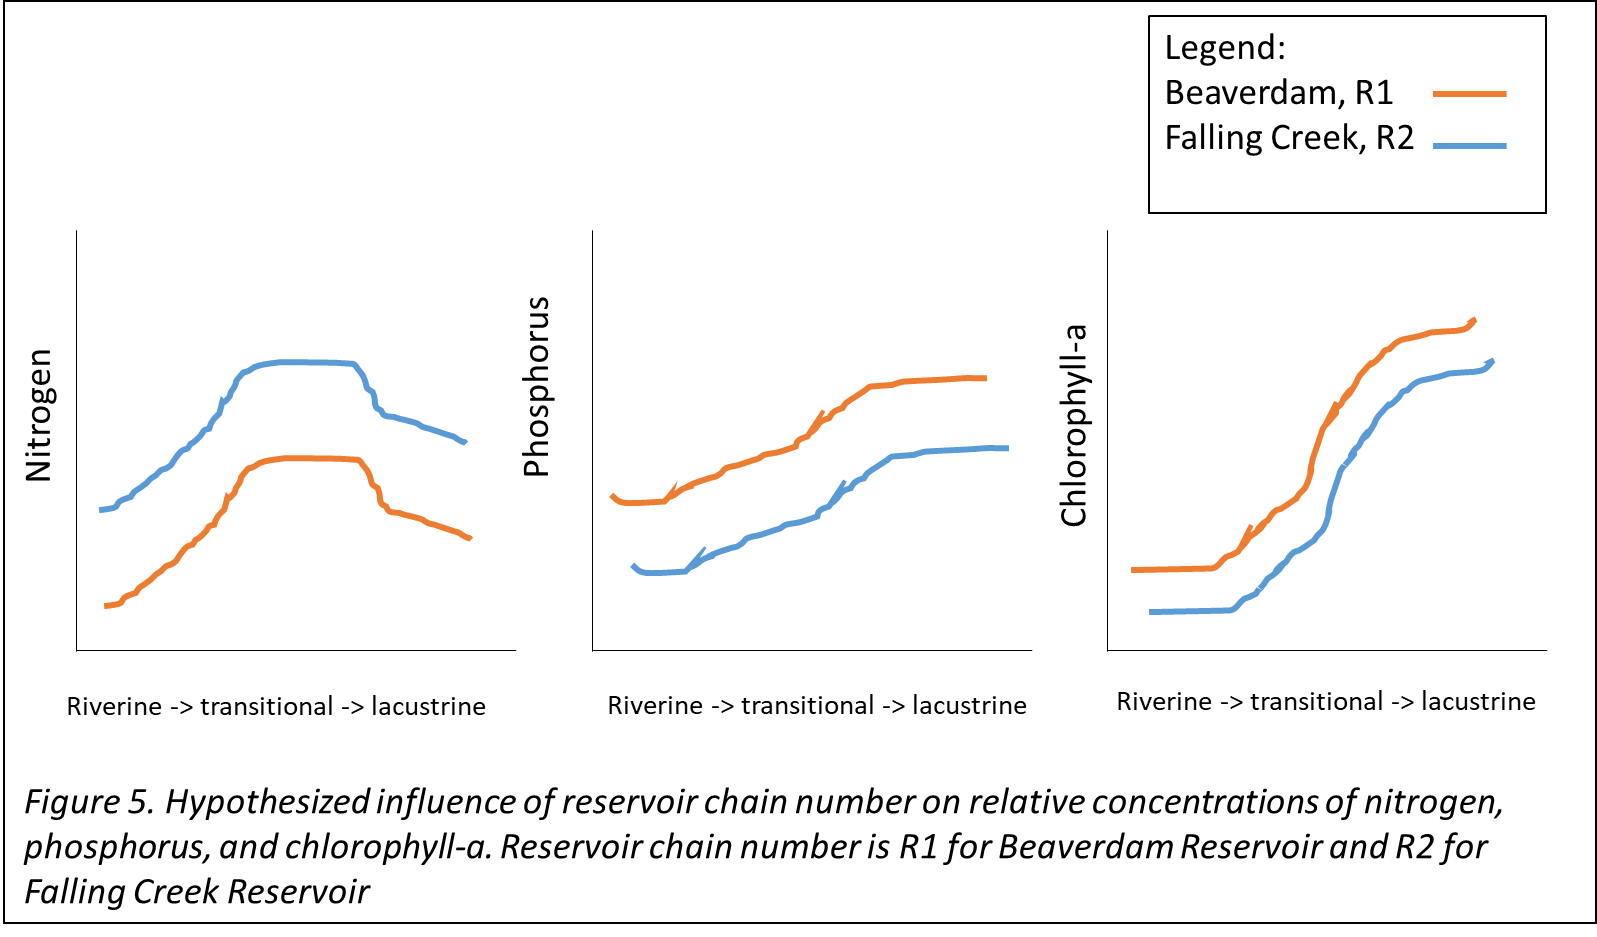 Legend:
Beaverdam, R1
Falling Creek, R2
Nitrogen
Phosphorus
Chlorophyll-a
Riverine -> transitional -> lacustrine
Riverine -> transitional -> lacustrine
Riverine -> transitional -> lacustrine
Figure 5. Hypothesized influence of reservoir chain number on relative concentrations of nitrogen,
phosphorus, and chlorophyll-a. Reservoir chain number is R1 for Beaverdam Reservoir and R2 for
Falling Creek Reservoir